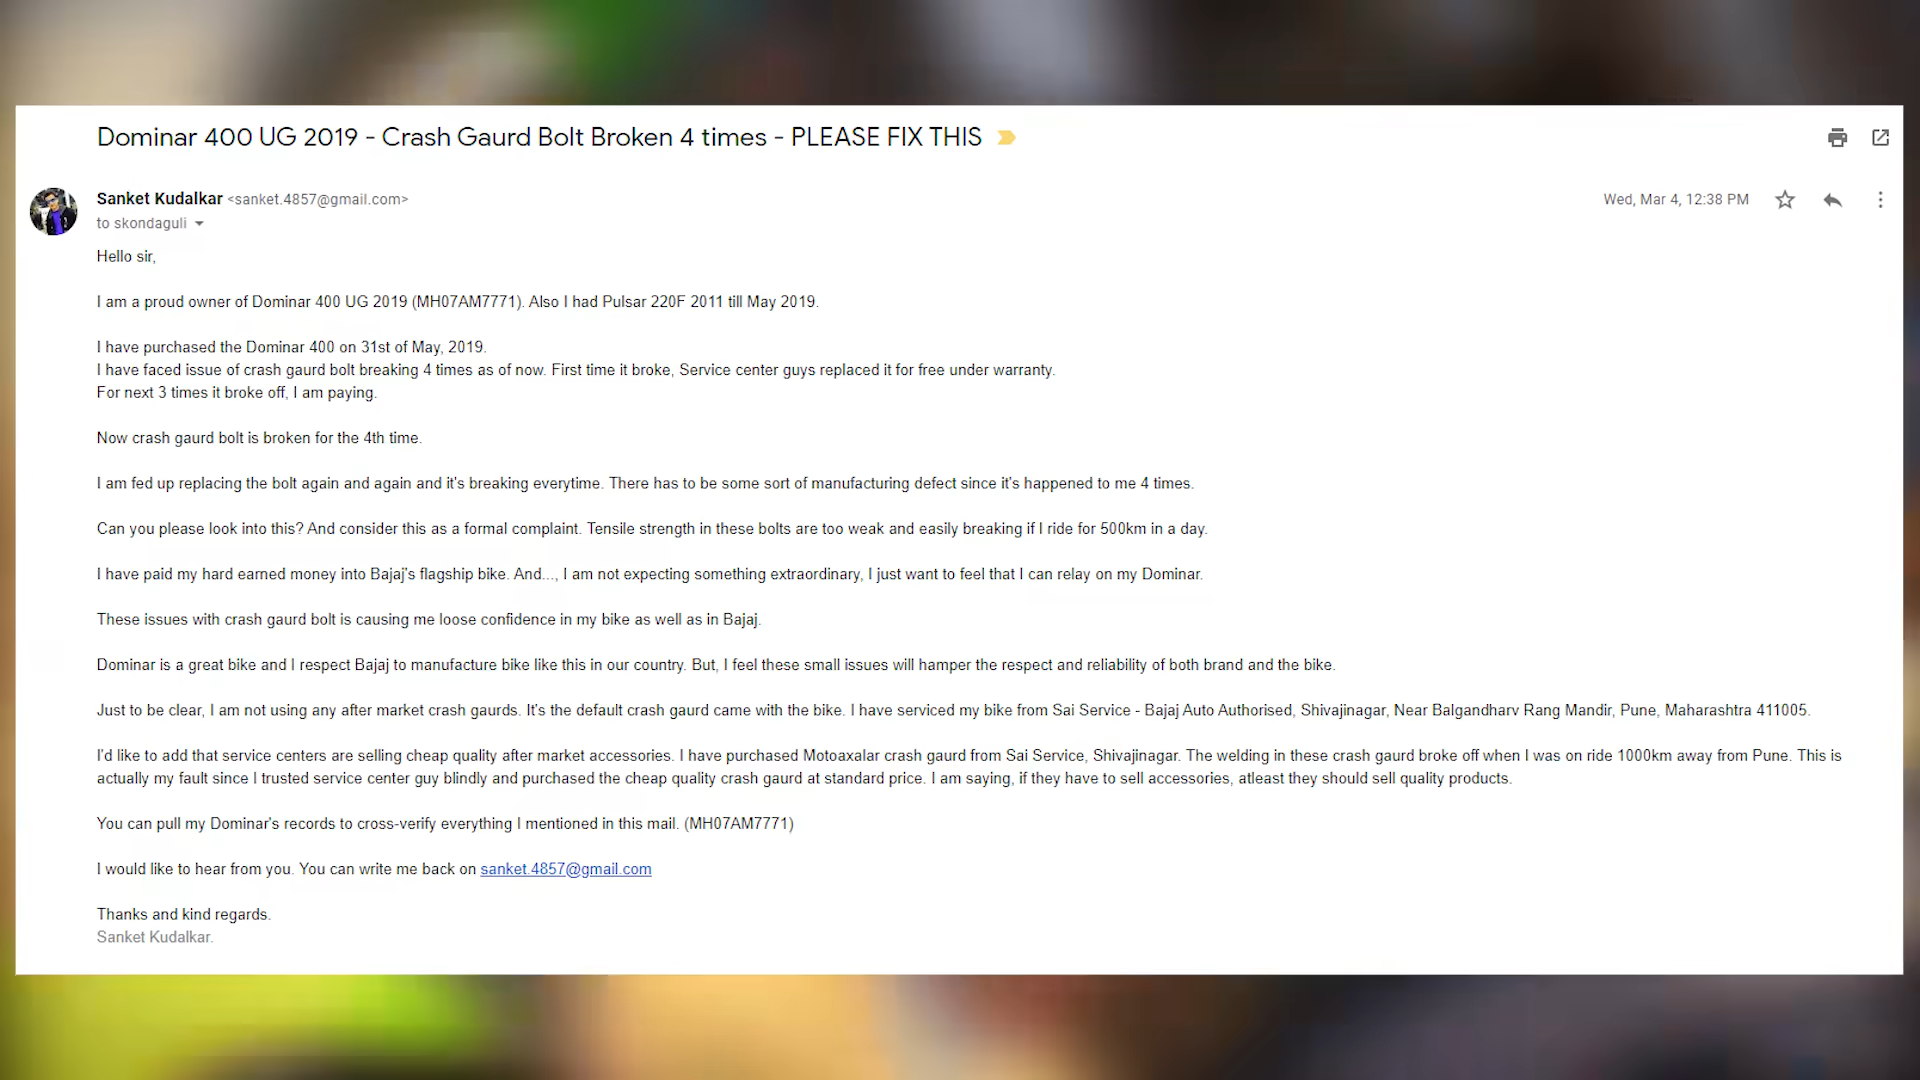 Dominar 400 UG 2019 - Crash Gaurd Bolt Broken 4 times - PLEASE FIX THIS
Sanket Kudalkar <sanket.4857@gmail.com>
Wed, Mar 4, 12:38 PM
to skondaguli
Hello sir,
I am a proud owner of Dominar 400 UG 2019 (MH07AM7771). Also I had Pulsar 220F 2011 till May 2019.
I have purchased the Dominar 400 on 31st of May, 2019.
I have faced issue of crash gaurd bolt breaking 4 times as of now. First time it broke, Service center guys replaced it for free under warranty.
For next 3 times it broke off, I am paying.
Now crash gaurd bolt is broken for the 4th time.
I am fed up replacing the bolt again and again and it's breaking everytime. There has to be some sort of manufacturing defect since it's happened to me 4 times.
Can you please look into this? And consider this as a formal complaint. Tensile strength in these bolts are too weak and easily breaking if I ride for 500km in a day.
I have paid my hard earned money into Bajaj's flagship bike. And..., I am not expecting something extraordinary, I just want to feel that I can relay on my Dominar.
These issues with crash gaurd bolt is causing me loose confidence in my bike as well as in Bajaj.
Dominar is a great bike and I respect Bajaj to manufacture bike like this in our country. But, I feel these small issues will hamper the respect and reliability of both brand and the bike.
Just to be clear, I am not using any after market crash gaurds. It's the default crash gaurd came with the bike. I have serviced my bike from Sai Service - Bajaj Auto Authorised, Shivajinagar, Near Balgandharv Rang Mandir, Pune, Maharashtra 411005.
I'd like to add that service centers are selling cheap quality after market accessories. I have purchased Motoaxalar crash gaurd from Sai Service, Shivajinagar. The welding in these crash gaurd broke off when I was on ride 1000km away from Pune. This is
actually my fault since I trusted service center guy blindly and purchased the cheap quality crash gaurd at standard price. I am saying, if they have to sell accessories, atleast they should sell quality products.
You can pull my Dominar's records to cross-verify everything I mentioned in this mail. (MH07AM7771)
I would like to hear from you. You can write me back on sanket.4857@gmail.com
Thanks and kind regards.
Sanket Kudalkar.